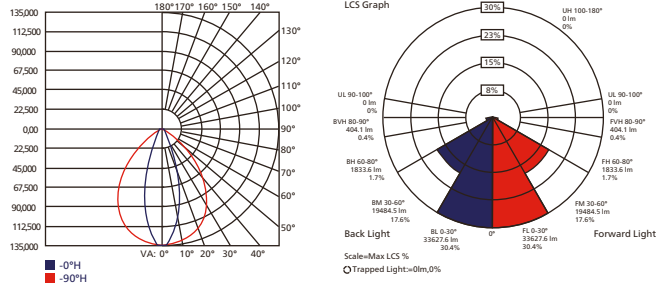 180° 170° 160° 150° 140°
135,000
112,500
90,000
67,500
45,000
22,500
0,00
22,500
45,000
67,500
90,000
112,500
135,000
130°
120°
110°
100°
90°
80°
70°
60°
50°
VA: 0° 10° 20° 30° 40°
-0°H
-90°H
LCS Graph
30%
23%
15%
8%
UH 100-180°
0 lm
0%
UL 90-100°
0 lm
0%
UL 90-100°
0 lm
0%
BVH 80-90°
404.1 lm
0.4%
FVH 80-90°
404.1 lm
0.4%
BH 60-80°
1833.6 lm
1.7%
FH 60-80°
1833.6 lm
1.7%
BM 30-60°
19484.5 lm
17.6%
FM 30-60°
19484.5 lm
17.6%
Back Light
BL 0-30°
33627.6 lm
30.4%
0°
FL 0-30°
33627.6 lm
30.4%
Forward Light
Scale=Max LCS %
Trapped Light:=0lm,0%